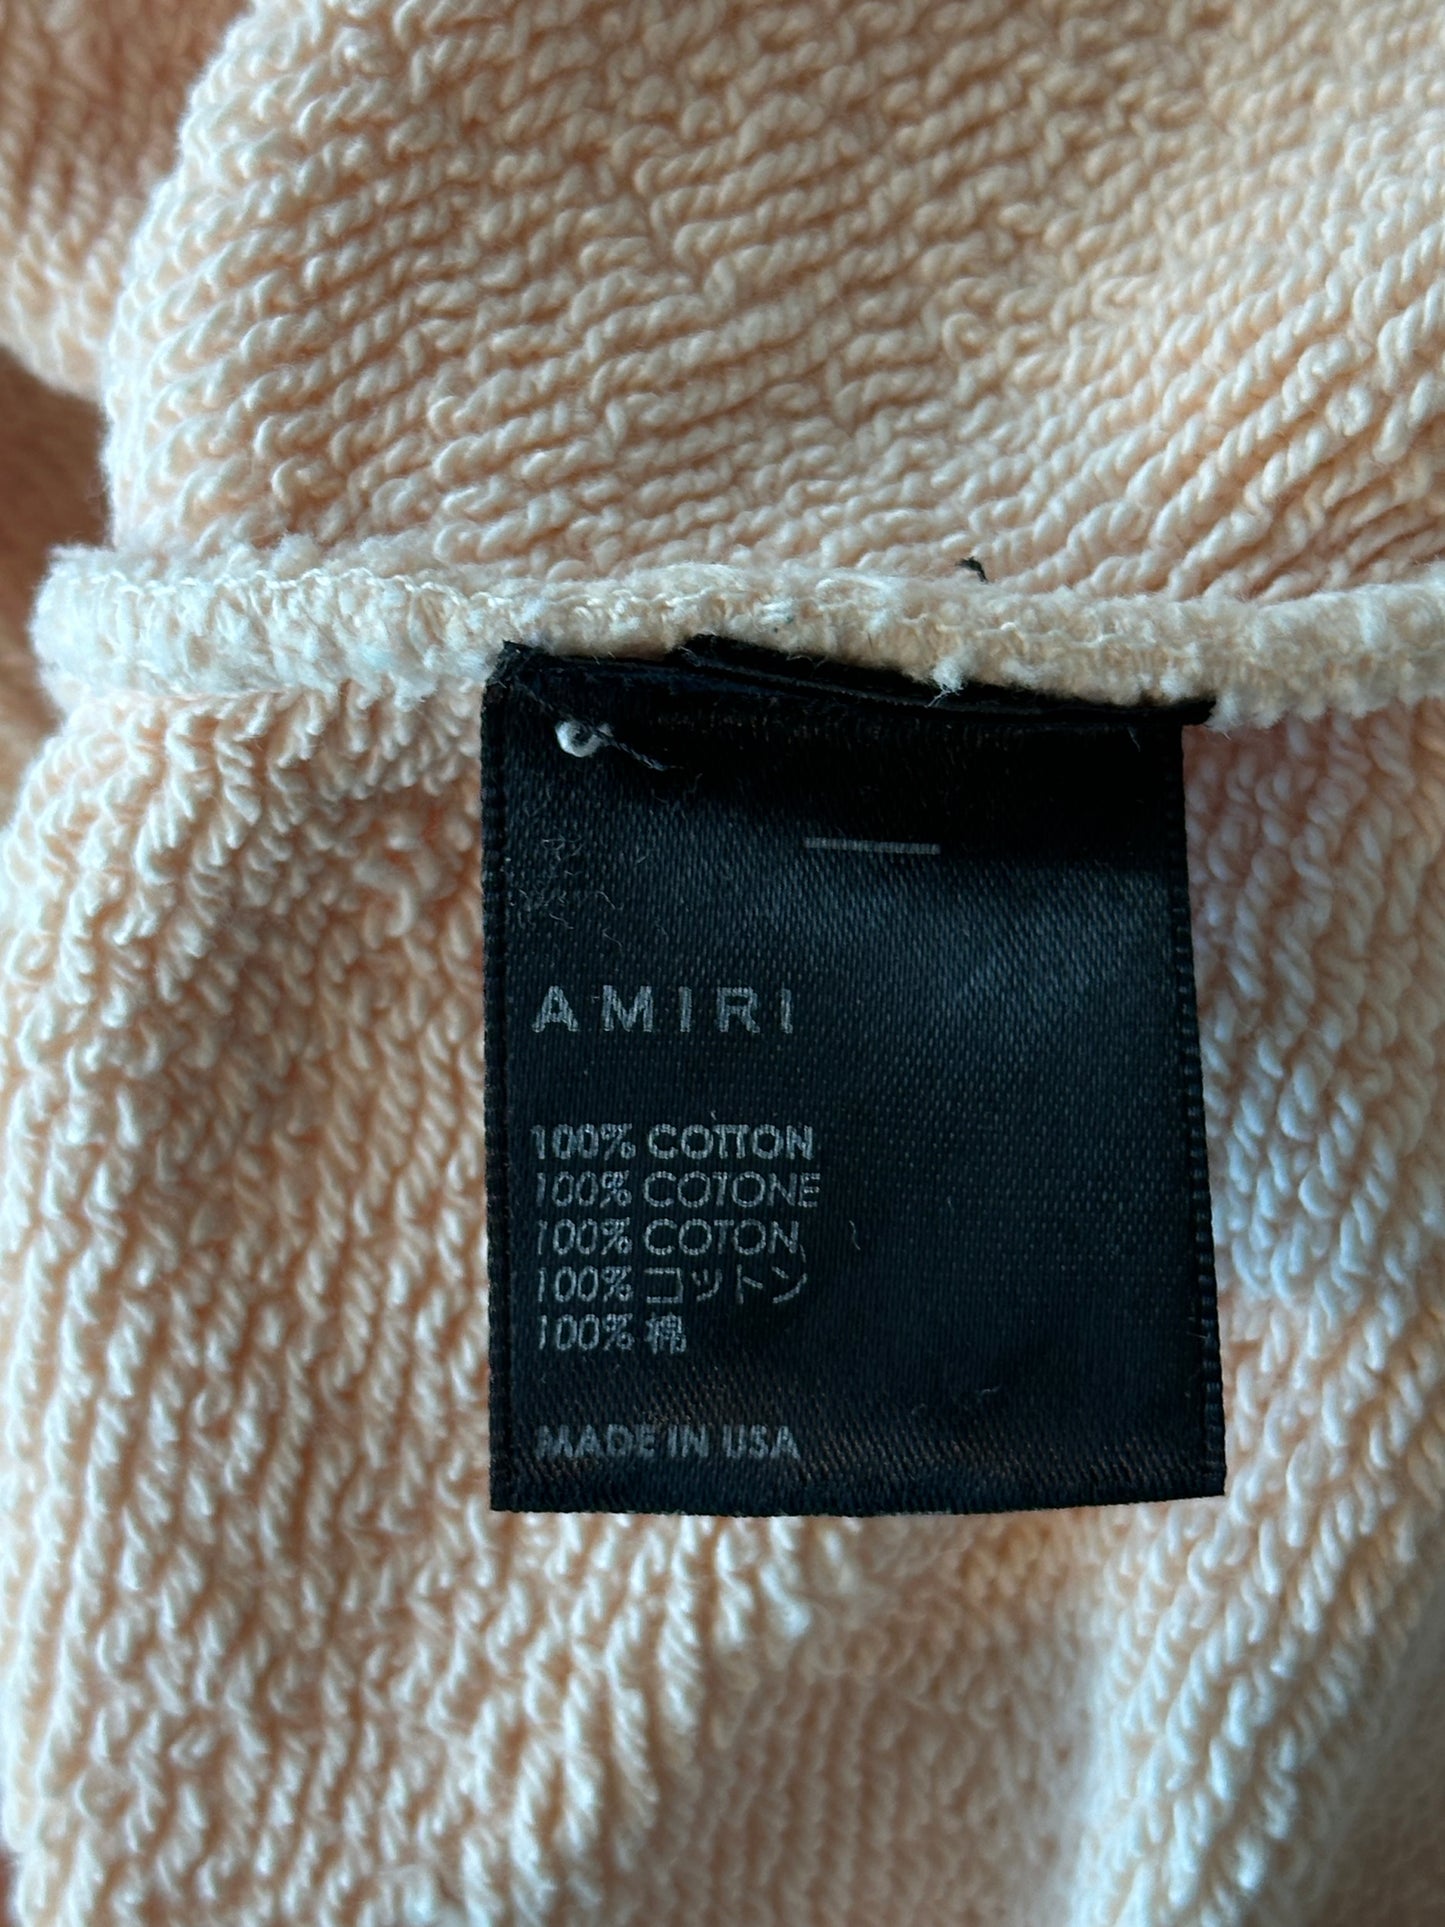 AMIRI
100% COTTON
100% COTONE
100% COTON
100% コットン
100% 棉
MADE IN USA